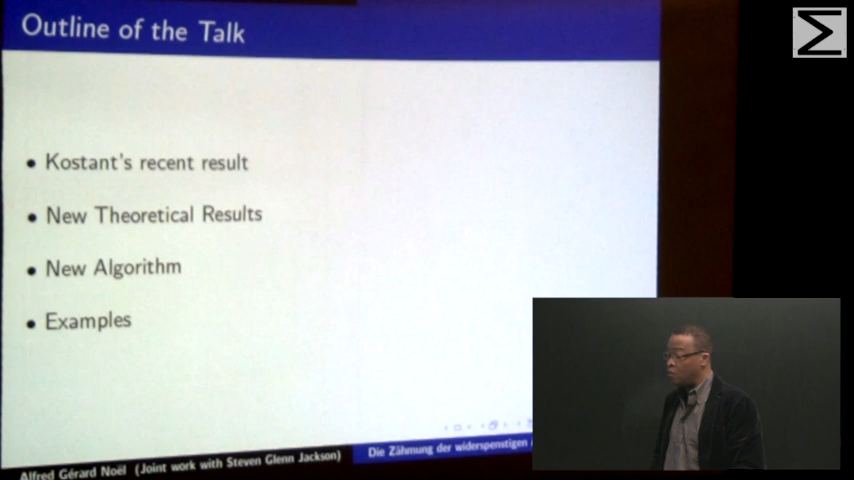 Outline of the Talk
• Kostant's recent result
• New Theoretical Results
• New Algorithm
• Examples
Alfred Gérard Noël (Joint work with Steven Glenn Jackson)
Die Zähmung der widerspenstigen
Σ